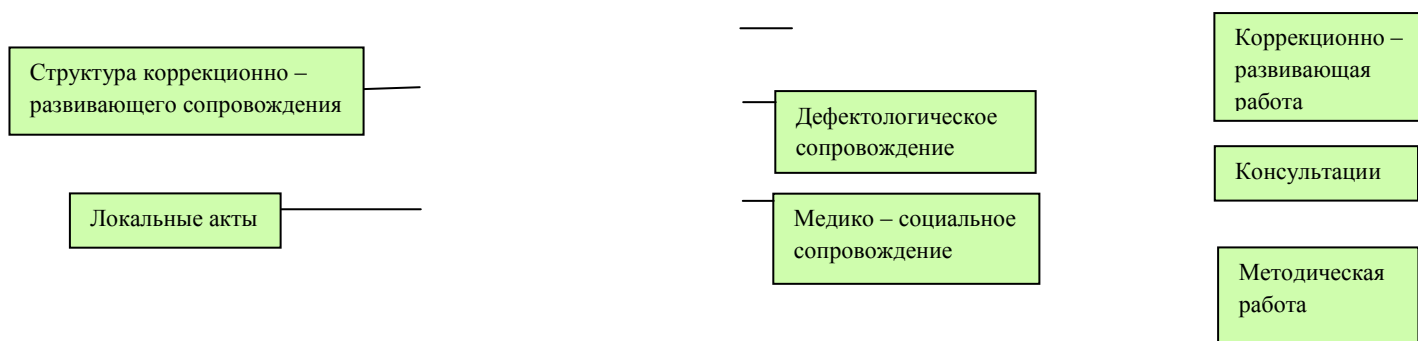 Структура коррекционно –
развивающего сопровождения
Локальные акты
Дефектологическое
сопровождение
Медико – социальное
сопровождение
Коррекционно –
развивающая
работа
Консультации
Методическая
работа